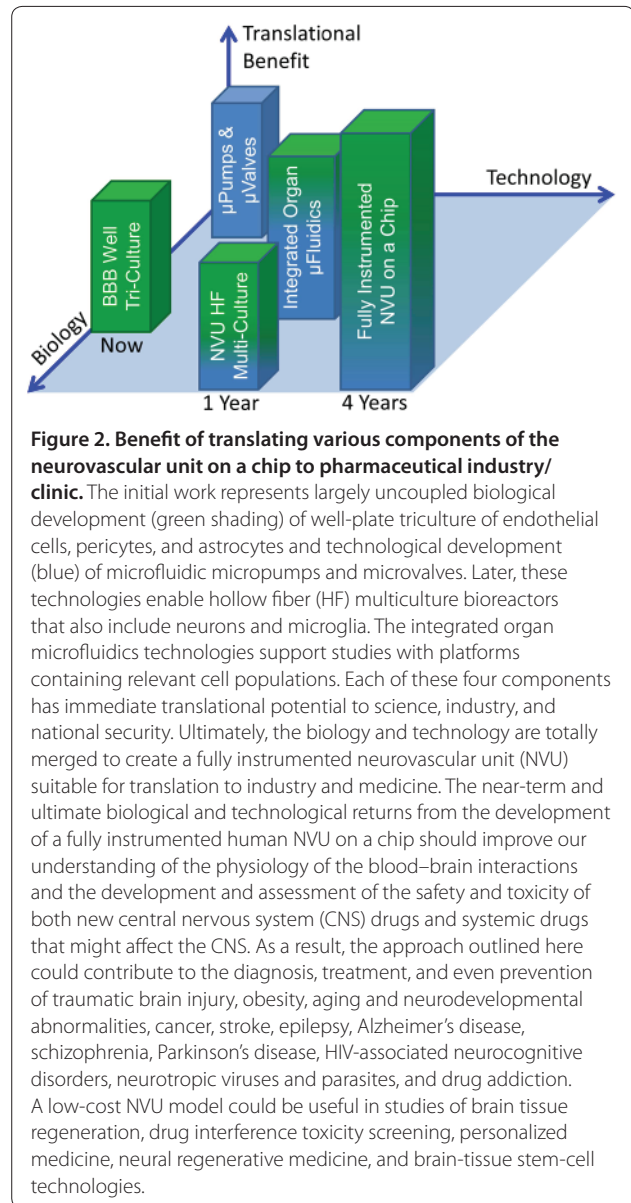 Translational
Benefit
Technology
Biology
µPumps &
µValves
Integrated Organ
µFluidics
Fully Instrumented
NVU on a Chip
BBB Well
Tri-Culture
NVU HF
Multi-Culture
Now
1 Year
4 Years
Figure 2. Benefit of translating various components of the
neurovascular unit on a chip to pharmaceutical industry/
clinic. The initial work represents largely uncoupled biological
development (green shading) of well-plate triculture of endothelial
cells, pericytes, and astrocytes and technological development
(blue) of microfluidic micropumps and microvalves. Later, these
technologies enable hollow fiber (HF) multiculture bioreactors
that also include neurons and microglia. The integrated organ
microfluidics technologies support studies with platforms
containing relevant cell populations. Each of these four components
has immediate translational potential to science, industry, and
national security. Ultimately, the biology and technology are totally
merged to create a fully instrumented neurovascular unit (NVU)
suitable for translation to industry and medicine. The near-term and
ultimate biological and technological returns from the development
of a fully instrumented human NVU on a chip should improve our
understanding of the physiology of the blood–brain interactions
and the development and assessment of the safety and toxicity of
both new central nervous system (CNS) drugs and systemic drugs
that might affect the CNS. As a result, the approach outlined here
could contribute to the diagnosis, treatment, and even prevention
of traumatic brain injury, obesity, aging and neurodevelopmental
abnormalities, cancer, stroke, epilepsy, Alzheimer's disease,
schizophrenia, Parkinson's disease, HIV-associated neurocognitive
disorders, neurotropic viruses and parasites, and drug addiction.
A low-cost NVU model could be useful in studies of brain tissue
regeneration, drug interference toxicity screening, personalized
medicine, neural regenerative medicine, and brain-tissue stem-cell
technologies.